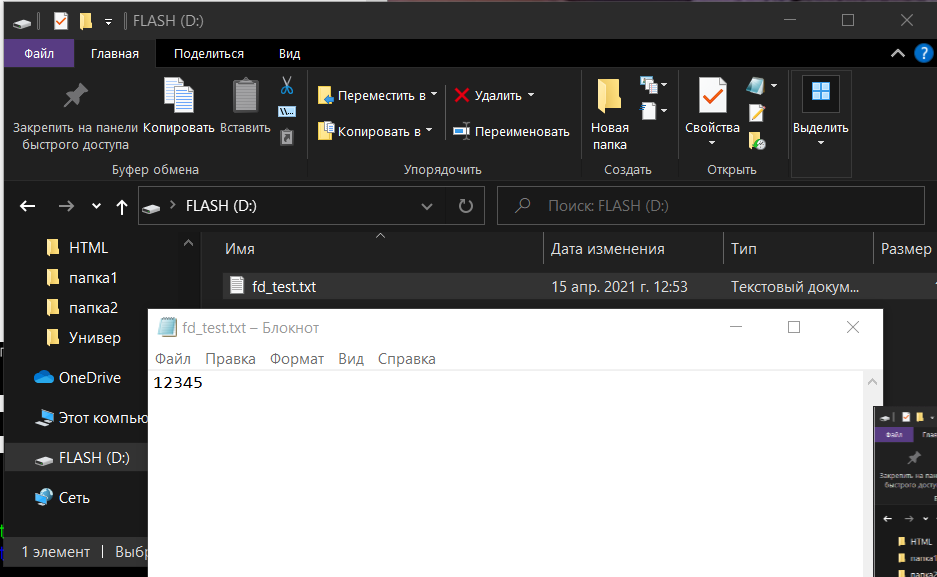 FLASH (D:)
Файл Главная Поделиться Вид
Закрепить на панели быстрого доступа
Копировать
Вставить
Переместить в
Копировать в
Удалить
Переименовать
Новая папка
Свойства
Выделить
Буфер обмена Упорядочить Создать Открыть
FLASH (D:) Поиск: FLASH (D:)
HTML
папка1
папка2
Универ
OneDrive
Этот компью
FLASH (D:)
Сеть
Имя Дата изменения Тип Размер
fd_test.txt 15 апр. 2021 г. 12:53 Текстовый докум...
fd_test.txt – Блокнот
Файл Правка Формат Вид Справка
12345
1 элемент Выбр
Файл Глав
Закрепить на пан
быстрого досту
HTML
папка1
папка2